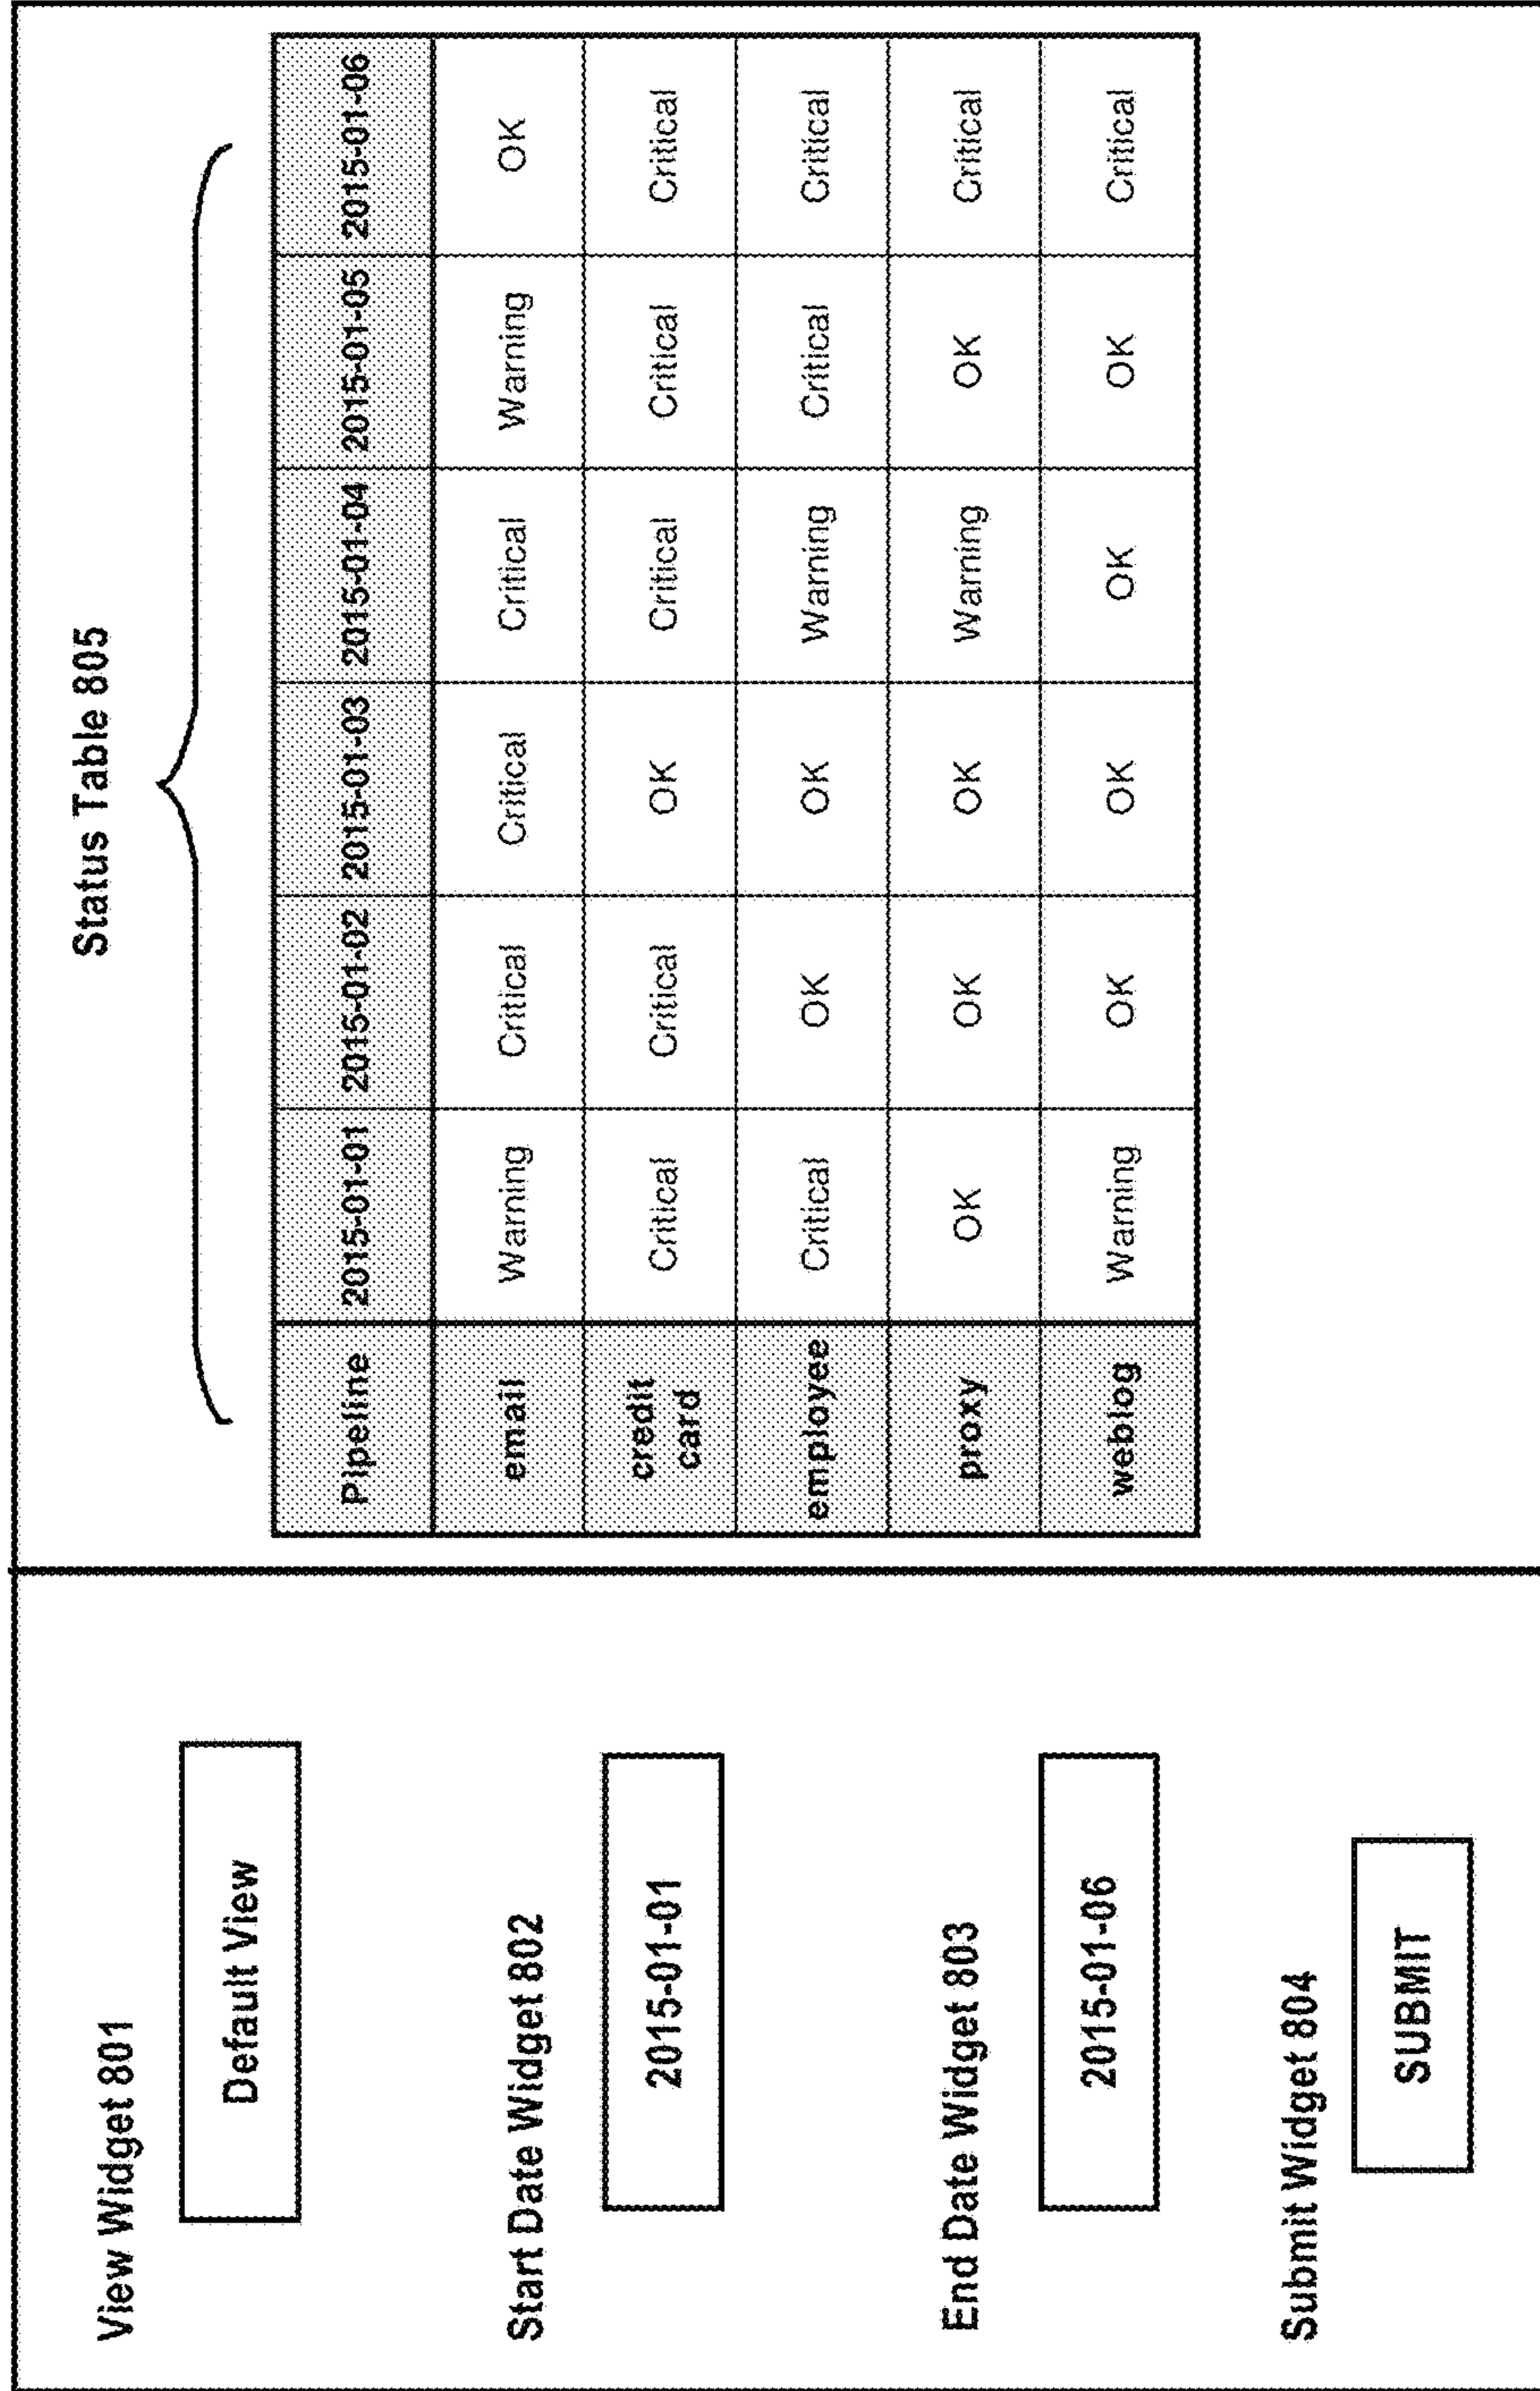 View Widget 801
Default View
Start Date Widget 802
2015-01-01
End Date Widget 803
2015-01-06
Submit Widget 804
SUBMIT
Status Table 805
Pipeline 2015-01-01 2015-01-02 2015-01-03 2015-01-04 2015-01-05 2015-01-06
email Warning Critical Critical Critical Warning OK
credit
card Critical Critical OK Critical Critical Critical
employee Critical OK OK Warning Critical Critical
proxy OK OK OK Warning OK Critical
weblog Warning OK OK OK OK Critical